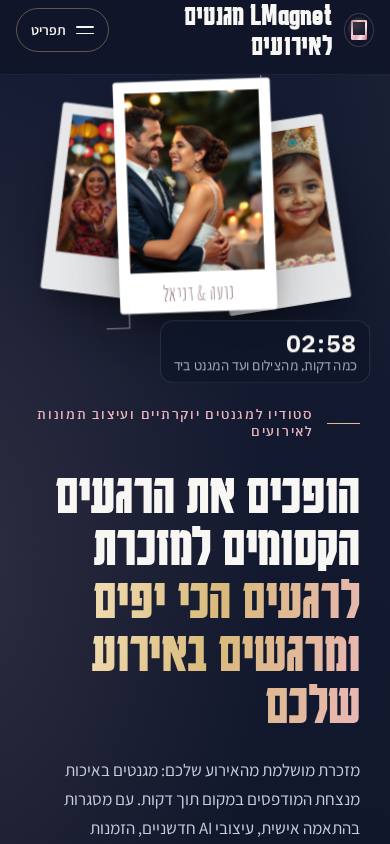 LMagnet מגנטים
לאירועים
תפריט
נועה & דניאל
02:58
כמה דקות, מהצילום ועד המגנט ביד
סטודיו למגנטים יוקרתיים ועיצוב תמונות
לאירועים
הופכים את הרגעים
הקסומים למזכרת
לרגעים הכי יפים
ומרגשים באירוע
שלכם
מזכרת מושלמת מהאירוע שלכם: מגנטים באיכות
מנצחת המודפסים במקום תוך דקות. עם מסגרות
בהתאמה אישית, עיצובי AI חדשניים, הזמנות